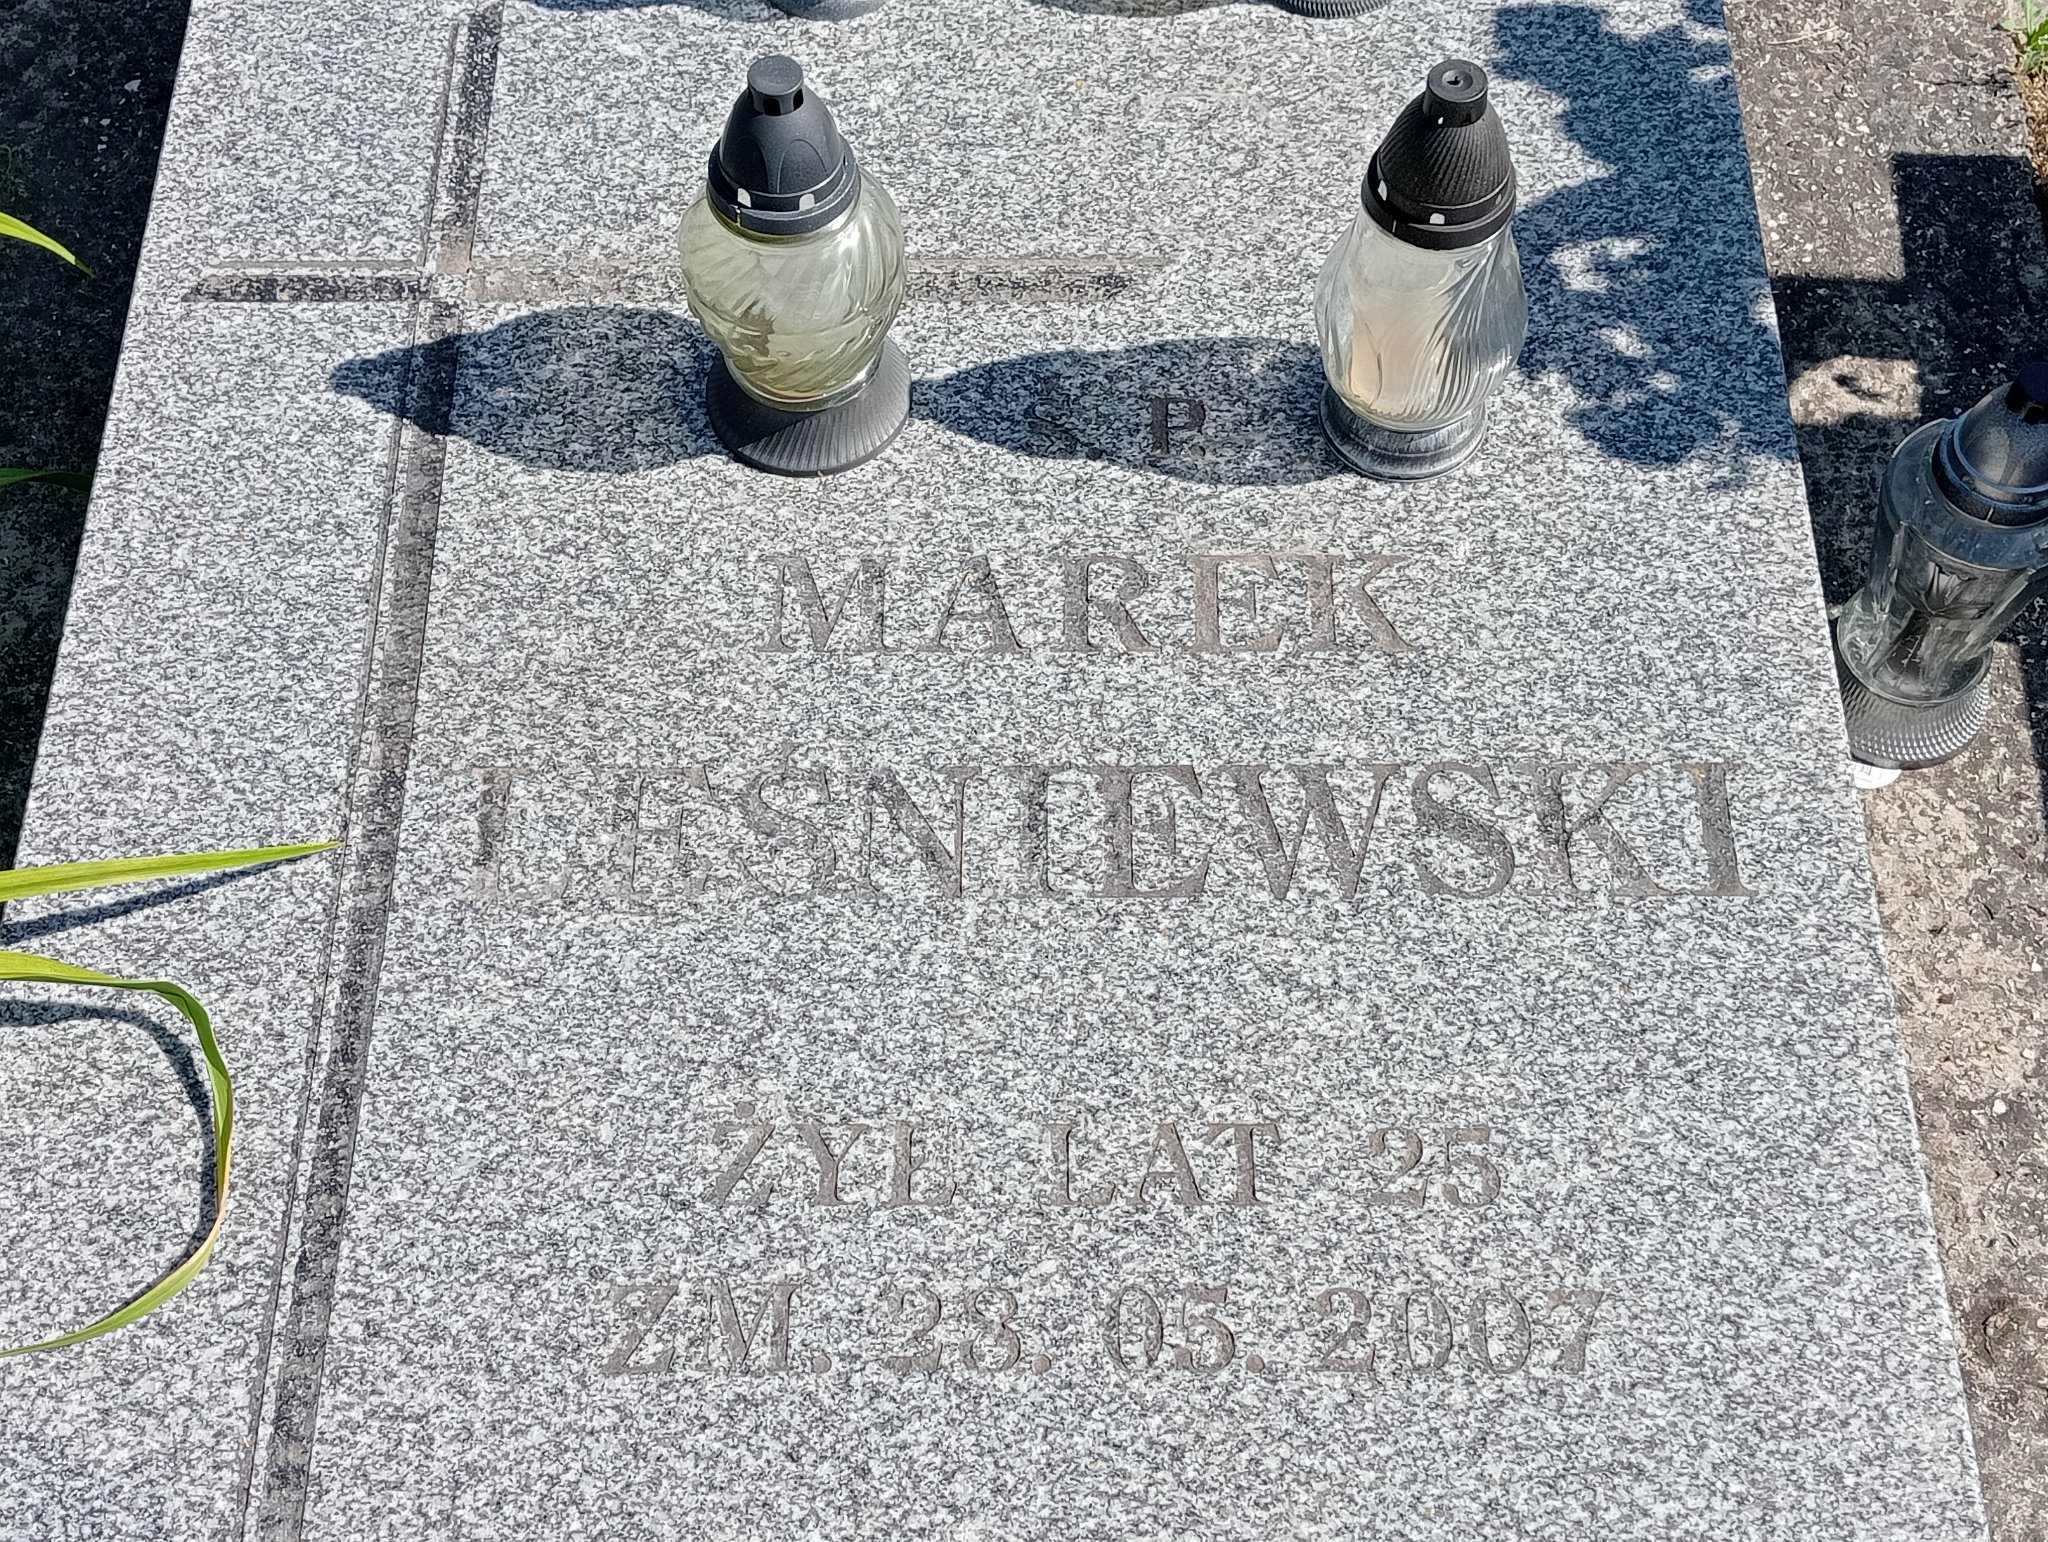 Ś. P.
MAREK
LEŚNIEWSKI
ŻYŁ LAT 25
ZM. 28. 05. 2007